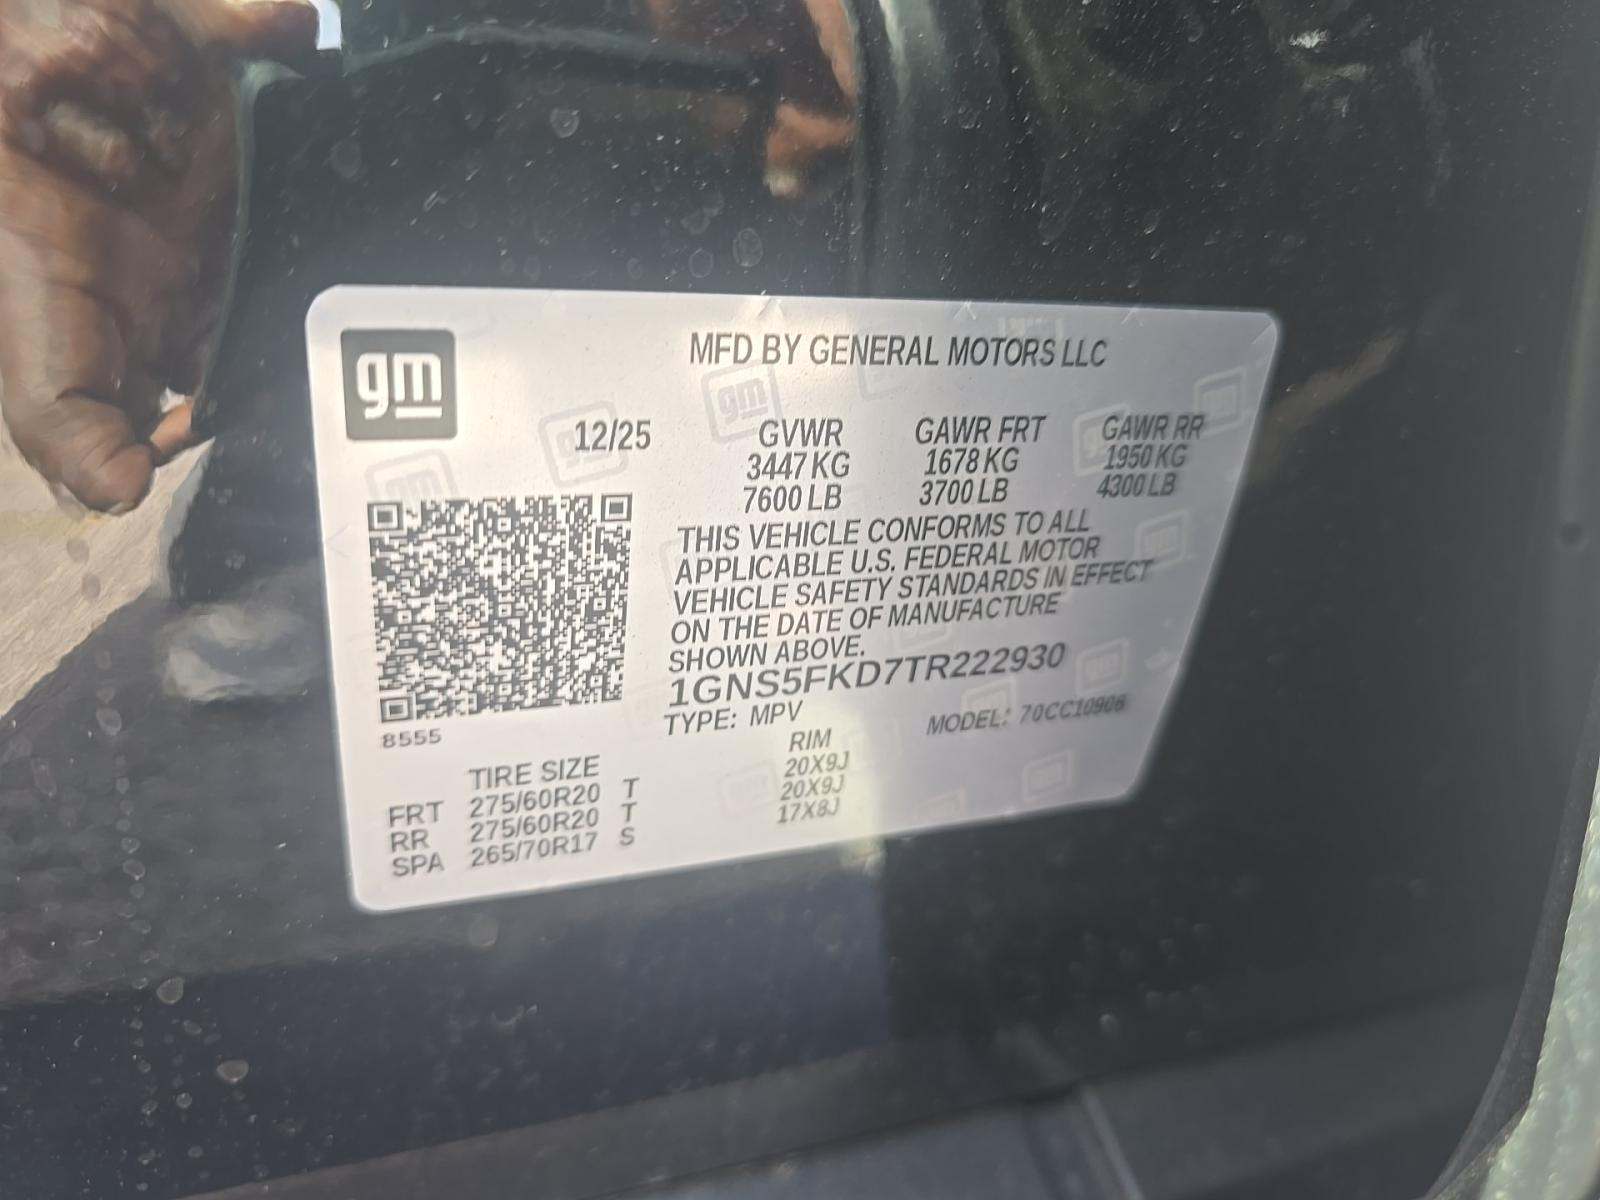 gm
MFD BY GENERAL MOTORS LLC
12/25 GVWR GAWR FRT GAWR RR
3447 KG 1678 KG 1950 KG
7600 LB 3700 LB 4300 LB
THIS VEHICLE CONFORMS TO ALL
APPLICABLE U.S. FEDERAL MOTOR
VEHICLE SAFETY STANDARDS IN EFFECT
ON THE DATE OF MANUFACTURE
SHOWN ABOVE.
1GNS5FKD7TR222930
TYPE: MPV MODEL: 70CC10906
8555
TIRE SIZE RIM
FRT 275/60R20 T 20X9J
RR 275/60R20 T 20X9J
SPA 265/70R17 S 17X8J